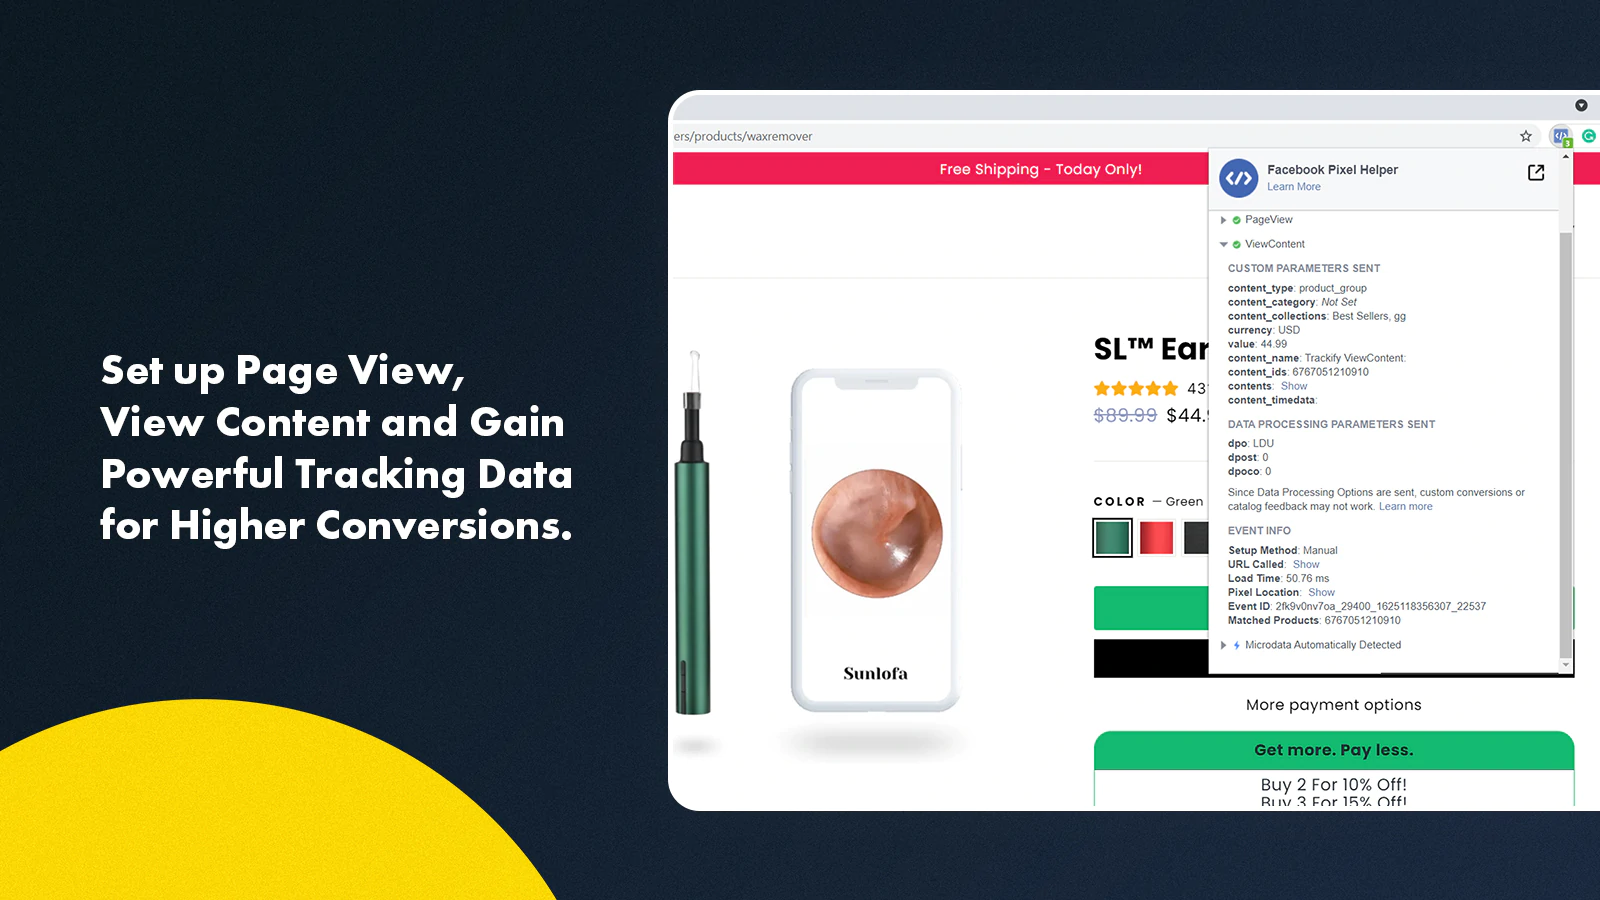 Set up Page View,
View Content and Gain
Powerful Tracking Data
for Higher Conversions.
ers/products/waxremover
3
Free Shipping - Today Only!
Facebook Pixel Helper
Learn More
PageView
ViewContent
CUSTOM PARAMETERS SENT
content_type: product_group
content_category: Not Set
content_collections: Best Sellers, gg
currency: USD
value: 44.99
content_name: Trackify ViewContent:
content_ids: 6767051210910
contents: Show
content_timedata:
DATA PROCESSING PARAMETERS SENT
dpo: LDU
dpost: 0
dpoco: 0
Since Data Processing Options are sent, custom conversions or
catalog feedback may not work. Learn more
EVENT INFO
Setup Method: Manual
URL Called: Show
Load Time: 50.76 ms
Pixel Location: Show
Event ID: 2fk9v0nv7oa_29400_1625118356307_22537
Matched Products: 6767051210910
Microdata Automatically Detected
SL™ Ear
$89.99 $44.
COLOR — Green
Sunlofa
More payment options
Get more. Pay less.
Buy 2 For 10% Off!
Buy 3 For 15% Off!